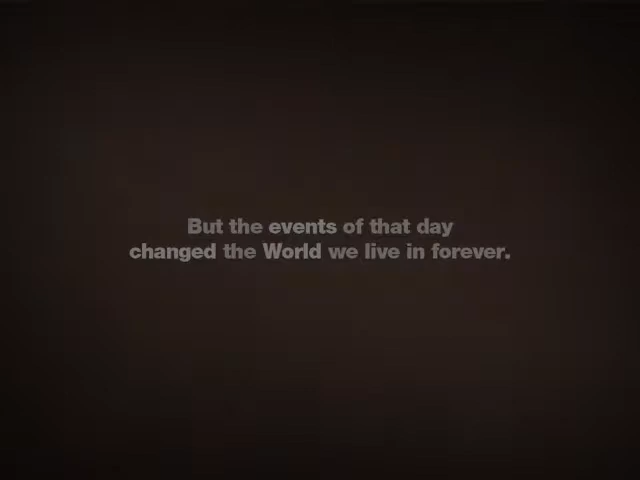 But the events of that day
changed the World we live in forever.